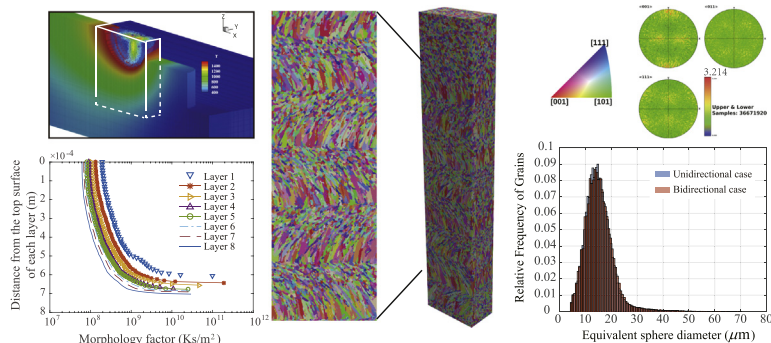 Z
Y
X
T
1400
1200
1000
800
600
400
×10⁻⁴
0
1
2
3
4
5
6
7
8
Distance from the top surface
of each layer (m)
Layer 1
Layer 2
Layer 3
Layer 4
Layer 5
Layer 6
Layer 7
Layer 8
10⁷ 10⁸ 10⁹ 10¹⁰ 10¹¹ 10¹²
Morphology factor (Ks/m²)
[111]
[001] [101]
<001> <011>
<111>
3.214
Upper & Lower
Samples: 36671920
0.1
0.09
0.08
0.07
0.06
0.05
0.04
0.03
0.02
0.01
0
Relative Frequency of Grains
Unidirectional case
Bidirectional case
0 10 20 30 40 50 60 70 80
Equivalent sphere diameter (μm)